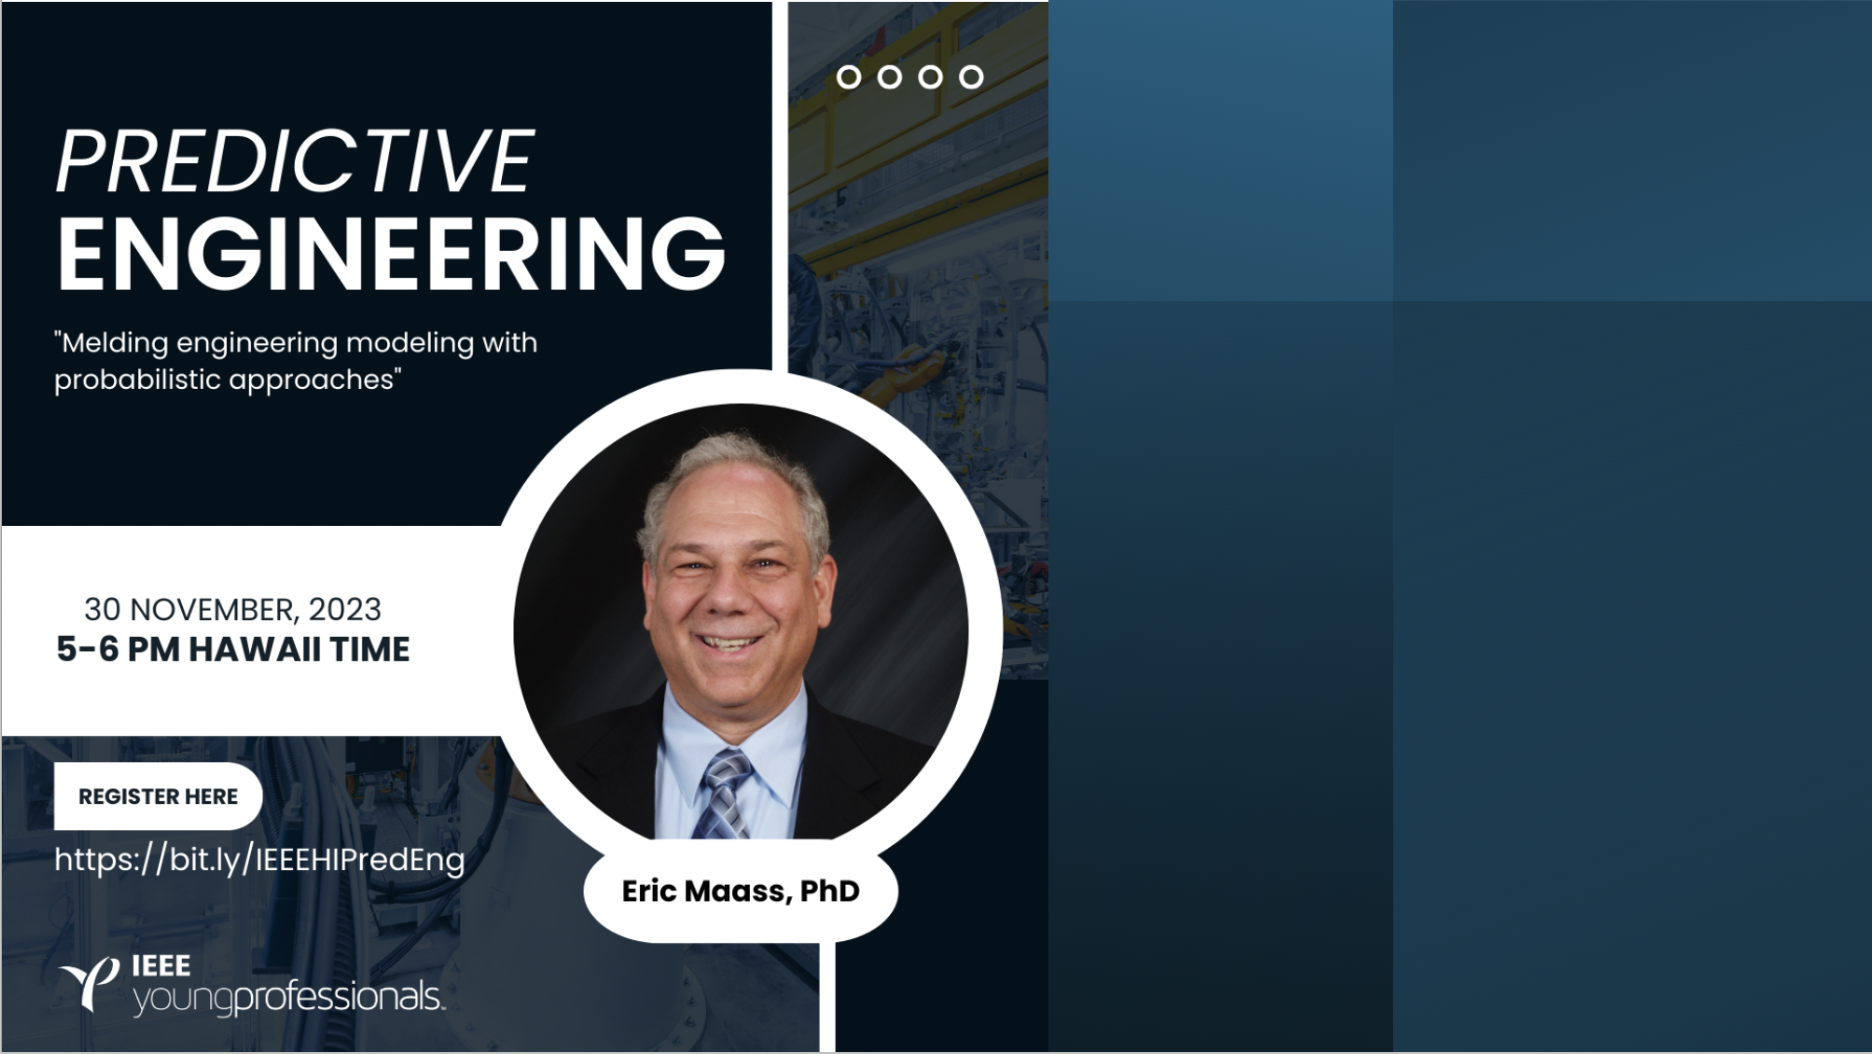 PREDICTIVE
ENGINEERING
"Melding engineering modeling with
probabilistic approaches"
30 NOVEMBER, 2023
5-6 PM HAWAII TIME
REGISTER HERE
https://bit.ly/IEEEHIPredEng
Eric Maass, PhD
IEEE
youngprofessionals